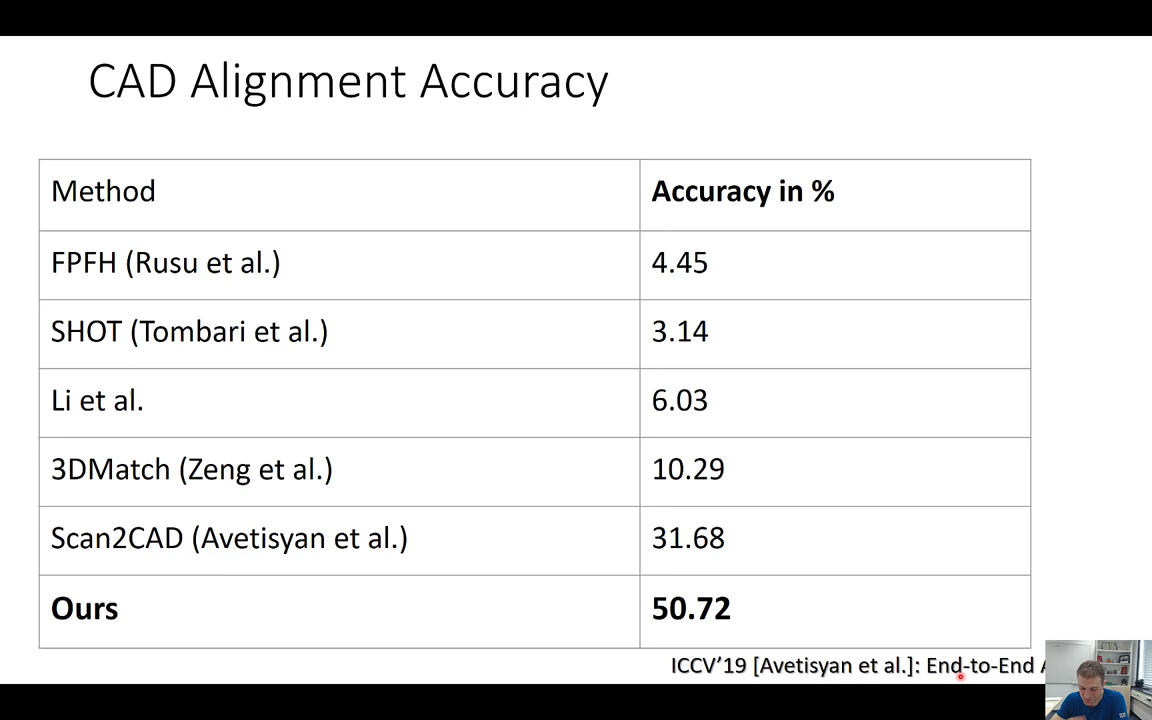 CAD Alignment Accuracy
Method Accuracy in %
FPFH (Rusu et al.) 4.45
SHOT (Tombari et al.) 3.14
Li et al. 6.03
3DMatch (Zeng et al.) 10.29
Scan2CAD (Avetisyan et al.) 31.68
Ours 50.72
ICCV’19 [Avetisyan et al.]: End-to-End